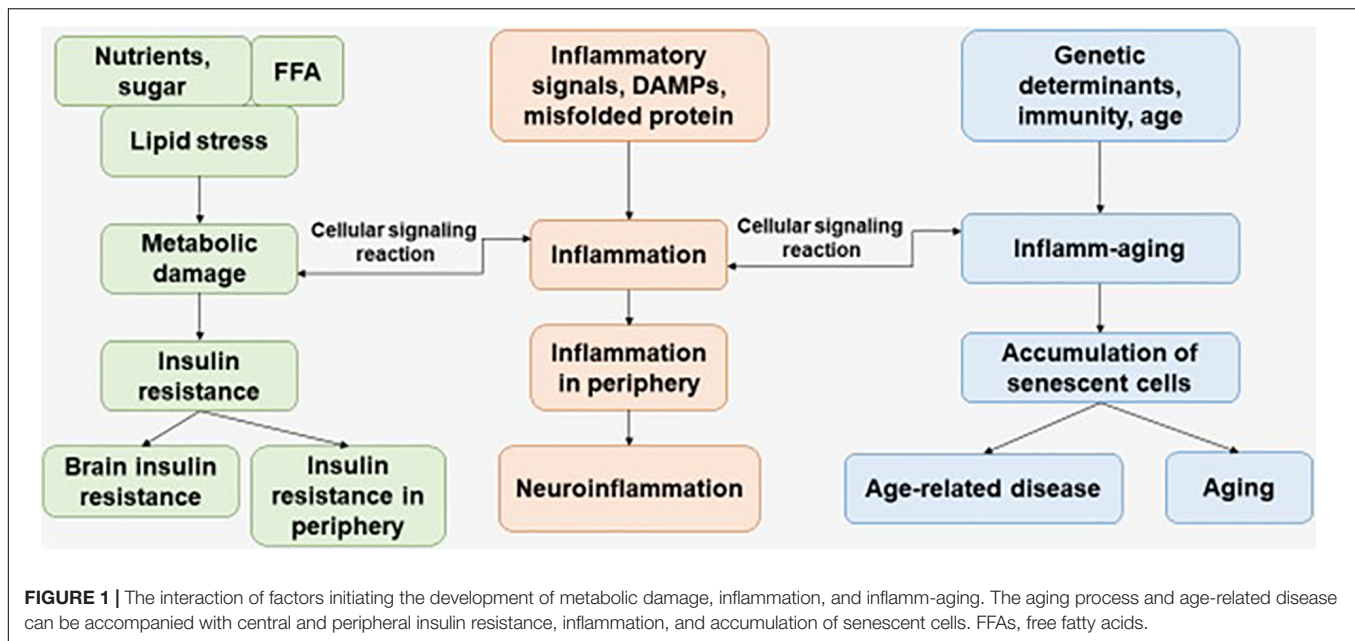 Nutrients,
sugar
FFA
Lipid stress
Metabolic
damage
Insulin
resistance
Brain insulin
resistance
Insulin
resistance in
periphery
Cellular signaling
reaction
Inflammatory
signals, DAMPs,
misfolded protein
Inflammation
Inflammation
in periphery
Neuroinflammation
Cellular signaling
reaction
Genetic
determinants,
immunity, age
Inflamm-aging
Accumulation of
senescent cells
Age-related disease
Aging
FIGURE 1 | The interaction of factors initiating the development of metabolic damage, inflammation, and inflamm-aging. The aging process and age-related disease
can be accompanied with central and peripheral insulin resistance, inflammation, and accumulation of senescent cells. FFAs, free fatty acids.